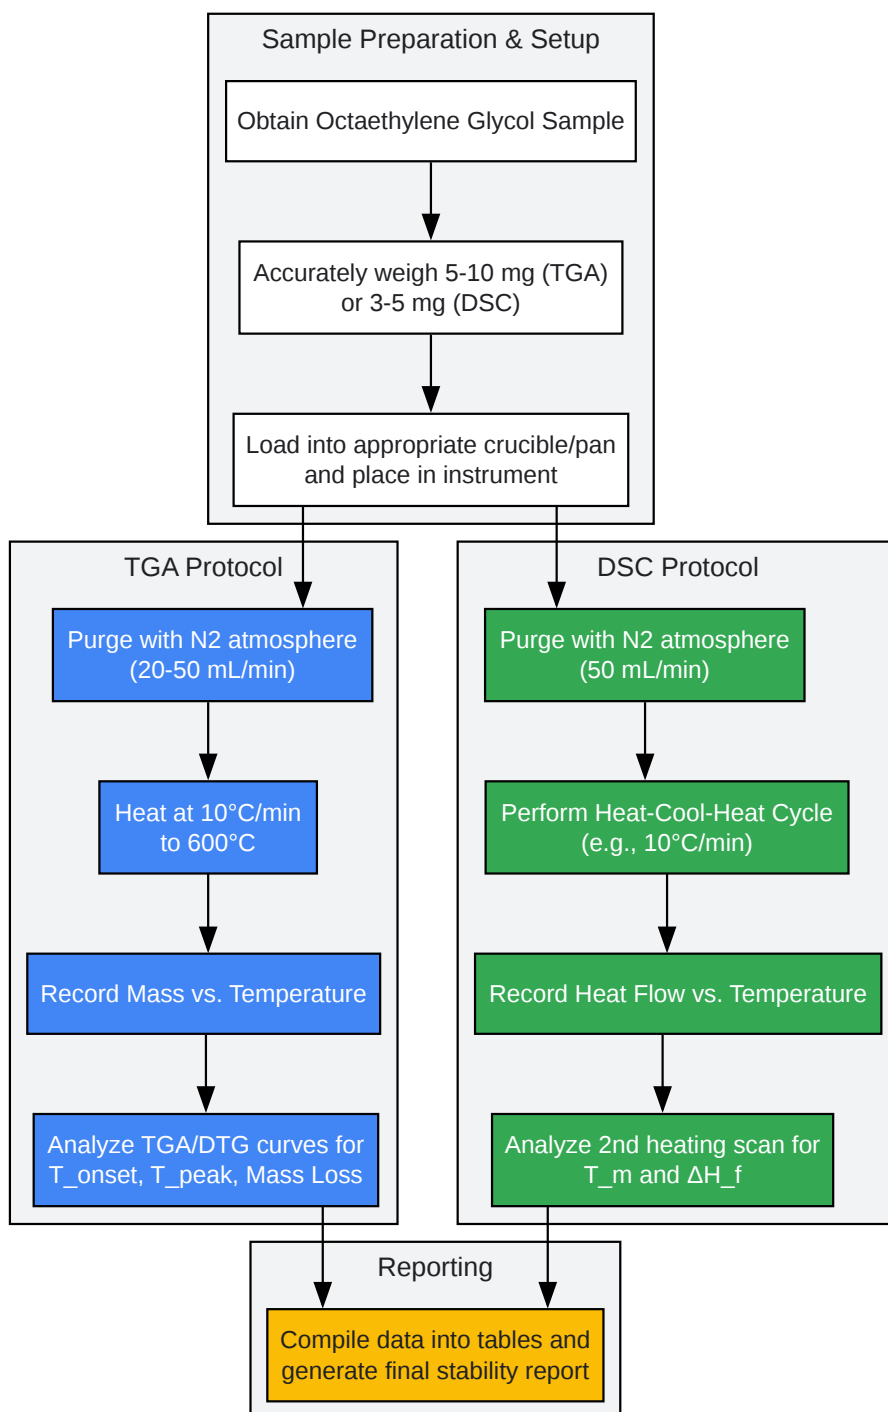 Sample Preparation & Setup
Obtain Octaethylene Glycol Sample
Accurately weigh 5-10 mg (TGA)
or 3-5 mg (DSC)
Load into appropriate crucible/pan
and place in instrument
TGA Protocol
Purge with N2 atmosphere
(20-50 mL/min)
Heat at 10°C/min
to 600°C
Record Mass vs. Temperature
Analyze TGA/DTG curves for
T_onset, T_peak, Mass Loss
DSC Protocol
Purge with N2 atmosphere
(50 mL/min)
Perform Heat-Cool-Heat Cycle
(e.g., 10°C/min)
Record Heat Flow vs. Temperature
Analyze 2nd heating scan for
T_m and ΔH_f
Reporting
Compile data into tables and
generate final stability report